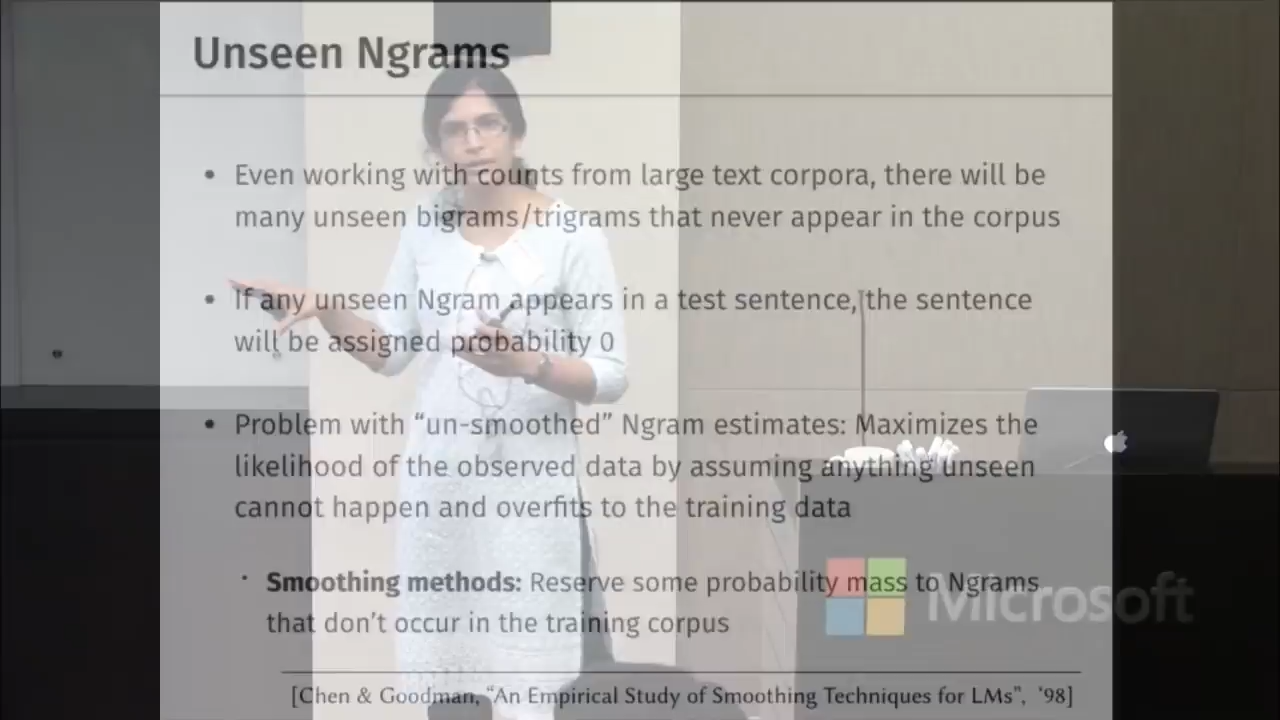 Unseen Ngrams
• Even working with counts from large text corpora, there will be
many unseen bigrams/trigrams that never appear in the corpus
• If any unseen Ngram appears in a test sentence, the sentence
will be assigned probability 0
• Problem with “un-smoothed” Ngram estimates: Maximizes the
likelihood of the observed data by assuming anything unseen
cannot happen and overfits to the training data
• Smoothing methods: Reserve some probability mass to Ngrams
that don’t occur in the training corpus
Microsoft
[Chen & Goodman, “An Empirical Study of Smoothing Techniques for LMs”, ‘98]